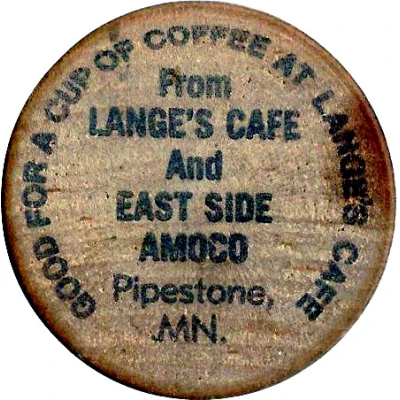 GOOD FOR A CUP OF COFFEE AT LANGE'S CAFE
From
LANGE'S CAFE
And
EAST SIDE
AMOCO
Pipestone,
MN.